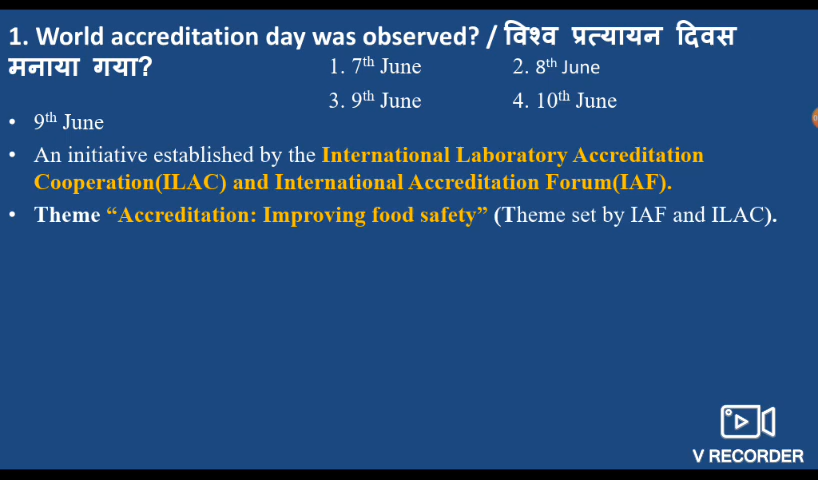 1. World accreditation day was observed? / विश्व प्रत्यायन दिवस
मनाया गया?
1. 7th June 2. 8th June
3. 9th June 4. 10th June
• 9th June
• An initiative established by the International Laboratory Accreditation
Cooperation(ILAC) and International Accreditation Forum(IAF).
• Theme “Accreditation: Improving food safety” (Theme set by IAF and ILAC).
V RECORDER